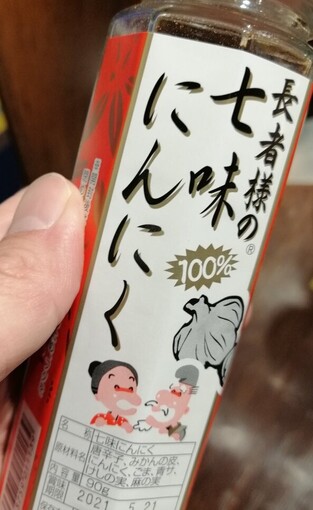 長者様の®
七味
にんにく
100%
名称 七味にんにく
原材料名 唐辛子、みかんの皮、
にんにく、ごま、青サ、
けしの実、麻の実
内容量 90g
賞味期限 2021 5.21